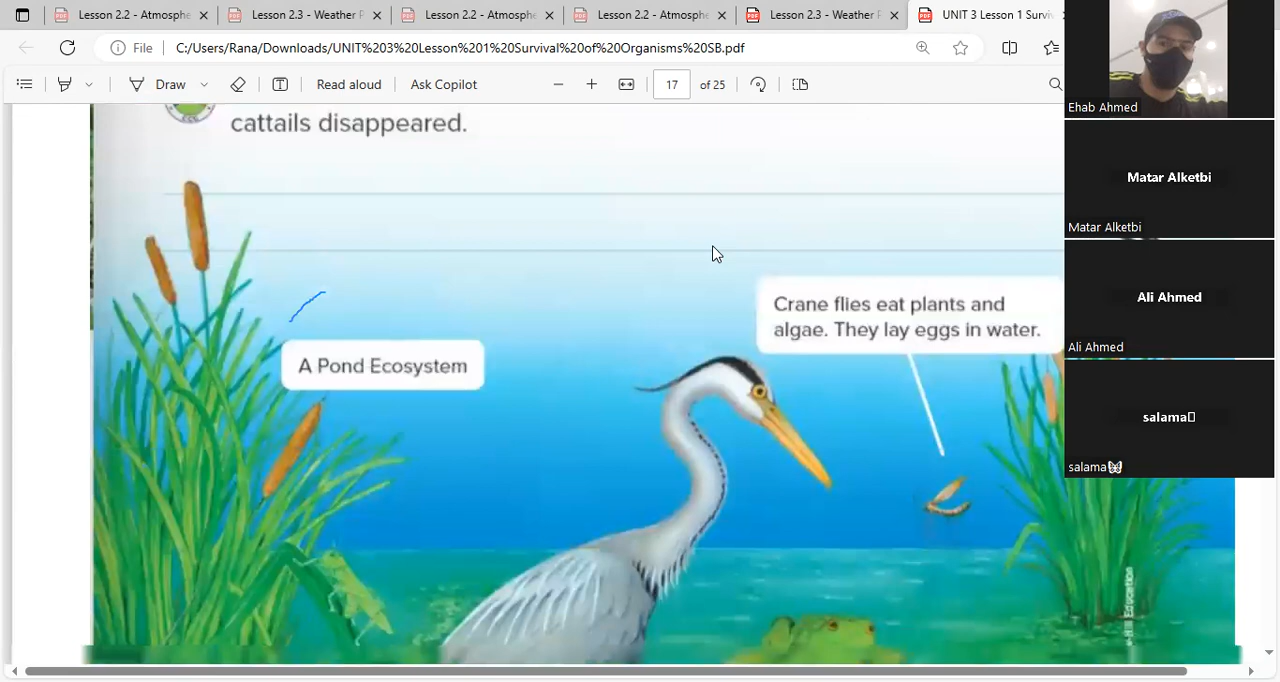 Lesson 2.2 - Atmosphe
Lesson 2.3 - Weather P
Lesson 2.2 - Atmosphe
Lesson 2.2 - Atmosphe
Lesson 2.3 - Weather P
UNIT 3 Lesson 1 Surviv
File
C:/Users/Rana/Downloads/UNIT%203%20Lesson%201%20Survival%20of%20Organisms%20SB.pdf
Draw
Read aloud
Ask Copilot
17
of 25
cattails disappeared.
A Pond Ecosystem
Crane flies eat plants and
algae. They lay eggs in water.
Ehab Ahmed
Matar Alketbi
Matar Alketbi
Ali Ahmed
Ali Ahmed
salama
salama🦋
Education